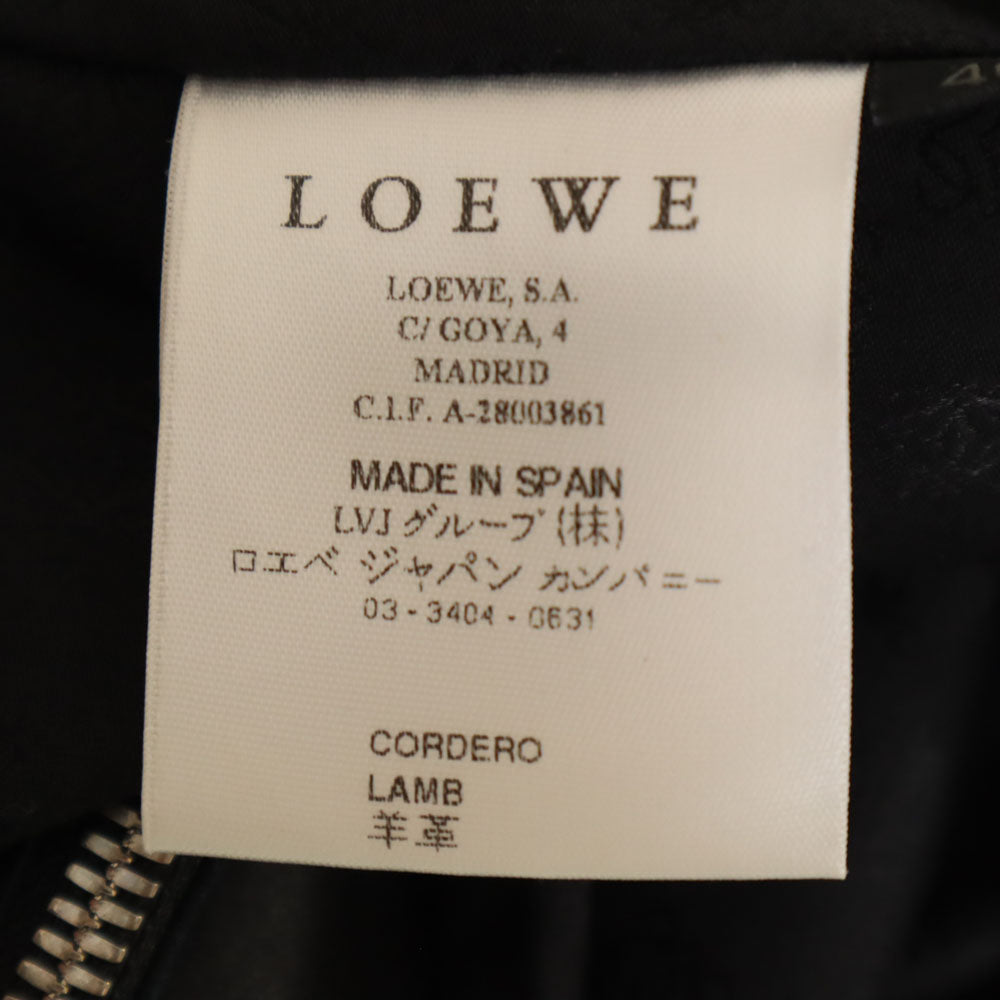 LOEWE
LOEWE, S.A.
C/ GOYA, 4
MADRID
C.I.F. A-28003861
MADE IN SPAIN
LVJ グループ (株)
ロエベ ジャパン カンパニー
03 - 3404 - 0631
CORDERO
LAMB
羊革